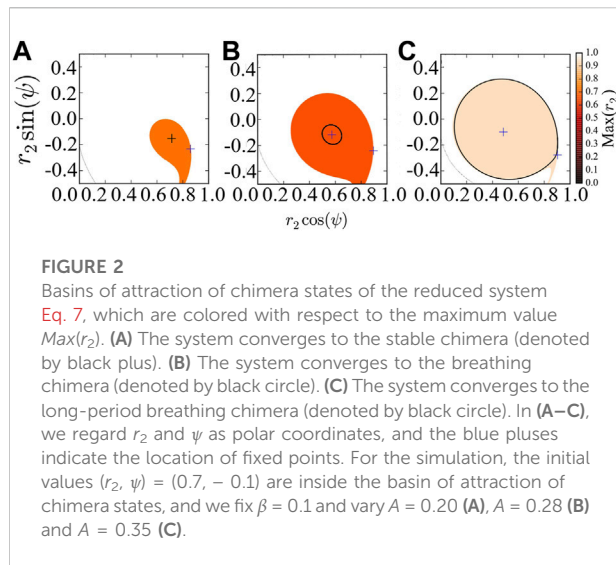 A B C
0.4 0.4 0.4 1.0
0.2 0.2 0.2 0.9
0.0 0.0 0.0 0.8
-0.2 -0.2 -0.2 0.7
-0.4 -0.4 -0.4 0.6
0.5
0.4
0.3
0.2
0.1
0.0
r₂ sin(ψ)
Max(r₂)
0.0 0.2 0.4 0.6 0.8 1.0 0.0 0.2 0.4 0.6 0.8 1.0 0.0 0.2 0.4 0.6 0.8 1.0
r₂ cos(ψ)
FIGURE 2
Basins of attraction of chimera states of the reduced system
Eq. 7, which are colored with respect to the maximum value
Max(r₂). (A) The system converges to the stable chimera (denoted
by black plus). (B) The system converges to the breathing
chimera (denoted by black circle). (C) The system converges to the
long-period breathing chimera (denoted by black circle). In (A–C),
we regard r₂ and ψ as polar coordinates, and the blue pluses
indicate the location of fixed points. For the simulation, the initial
values (r₂, ψ) = (0.7, – 0.1) are inside the basin of attraction of
chimera states, and we fix β = 0.1 and vary A = 0.20 (A), A = 0.28 (B)
and A = 0.35 (C).